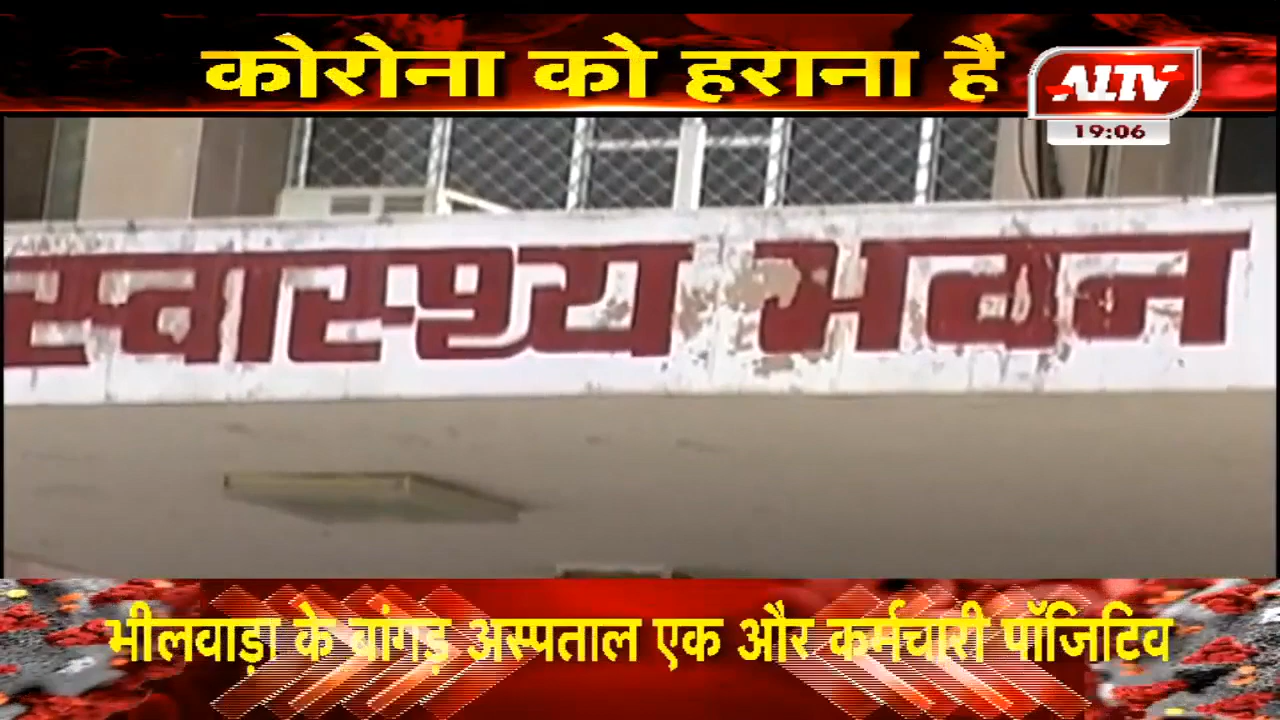 कोरोना को हराना है
ALTV
19:06
स्वास्थ्य भवन
भीलवाड़ा के बांगड़ अस्पताल एक और कर्मचारी पॉजिटिव